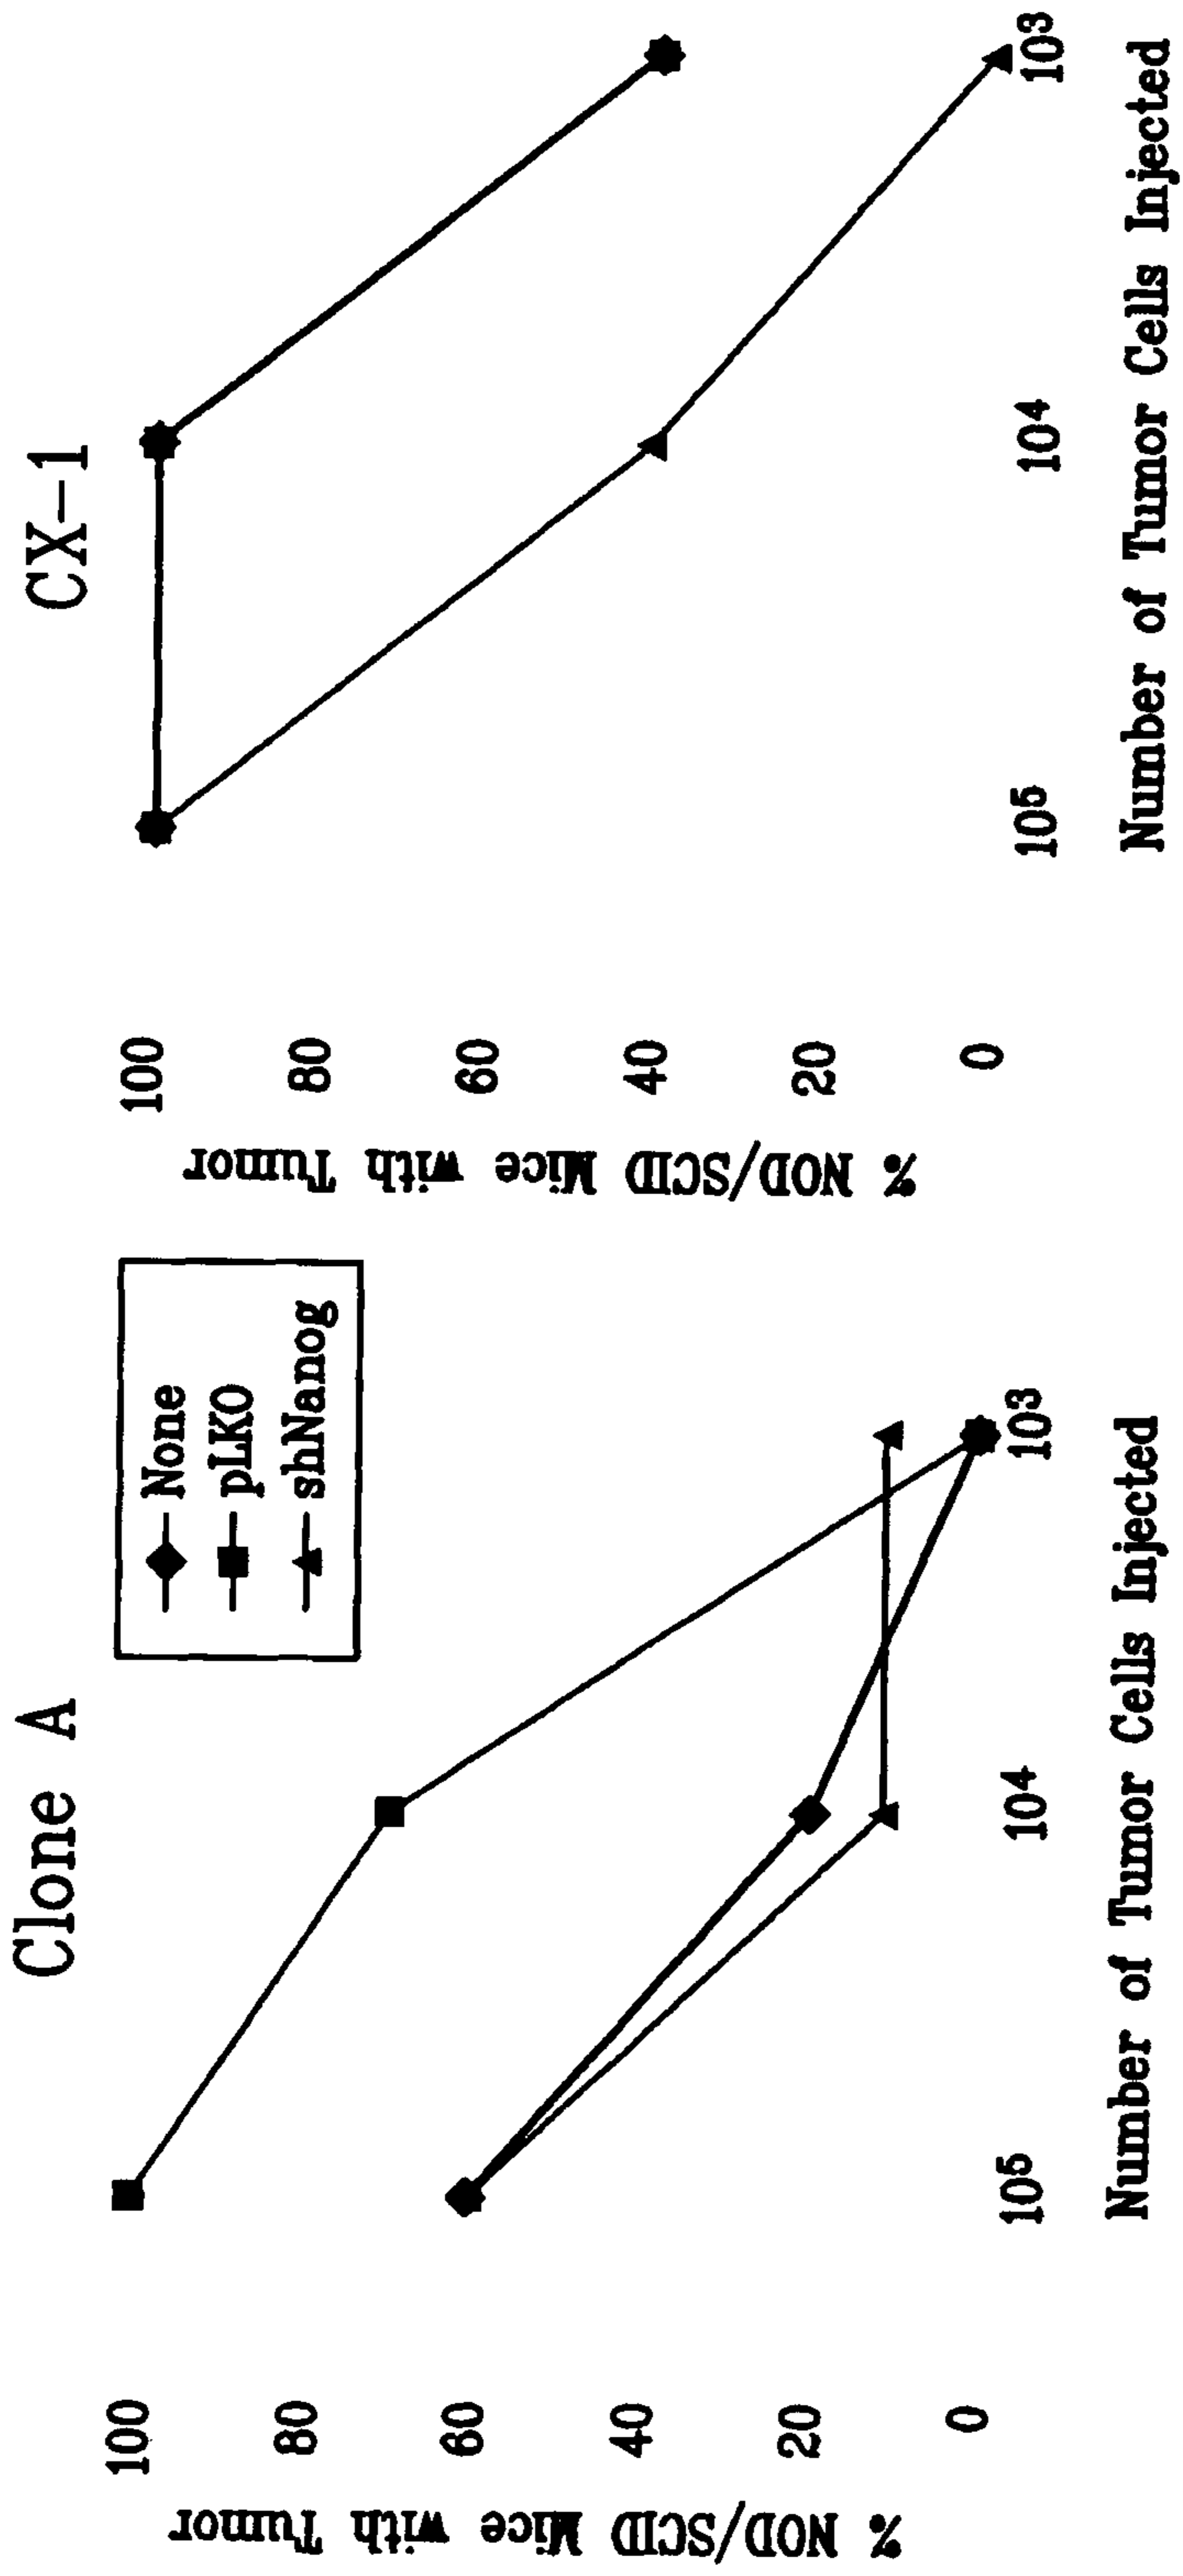 Clone A
None
pLKO
shNanog
% NOD/SCID Mice with Tumor
100
80
60
40
20
0
10⁵
10⁴
10³
Number of Tumor Cells Injected
CX-1
% NOD/SCID Mice with Tumor
100
80
60
40
20
0
10⁵
10⁴
10³
Number of Tumor Cells Injected